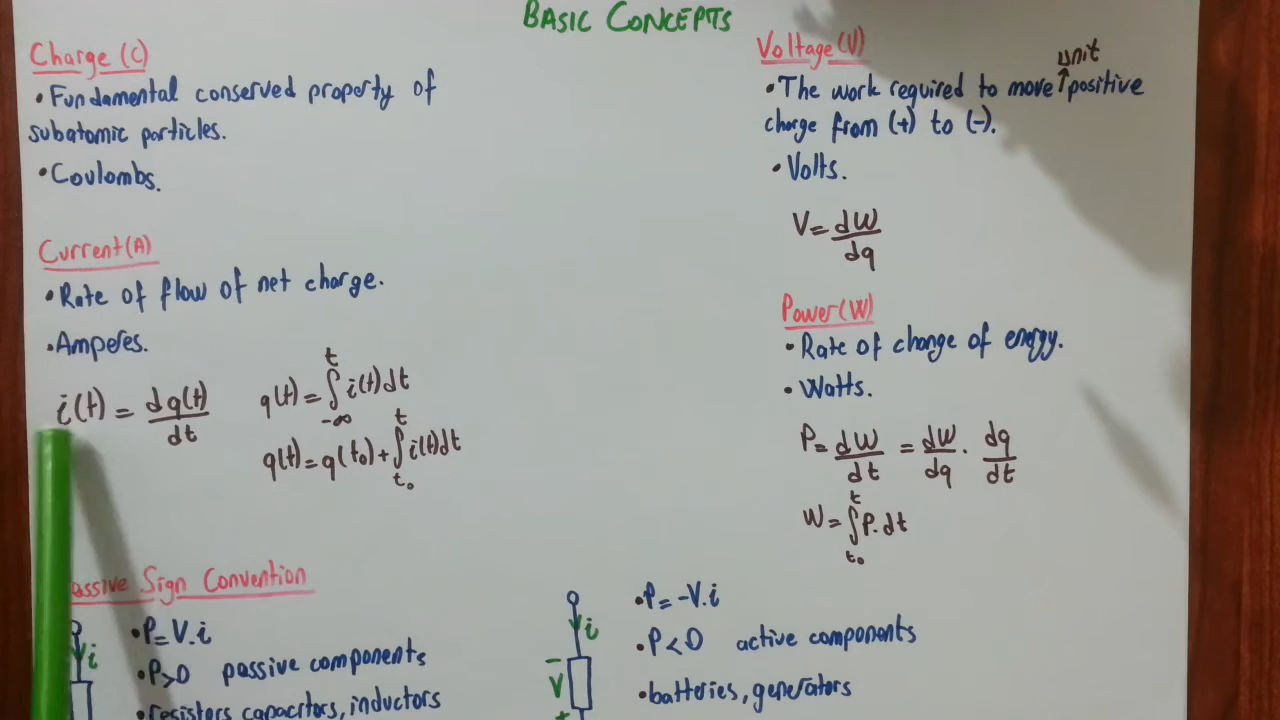 BASIC CONCEPTS
Charge (C)
• Fundamental conserved property of
subatomic particles.
• Coulombs.
Current (A)
• Rate of flow of net charge.
• Amperes.
i(t) = dq(t)/dt
q(t) = ∫_{-∞}^{t} i(t) dt
q(t) = q(t₀) + ∫_{t₀}^{t} i(t) dt
Voltage (V)
unit
• The work required to move ↑ positive
charge from (+) to (-).
• Volts.
V = dW/dq
Power (W)
• Rate of change of energy.
• Watts.
P = dW/dt = dW/dq · dq/dt
W = ∫_{t₀}^{t} P. dt
assive Sign Convention
i
• P = V.i
• P>0 passive components
• resistors, capacitors, inductors
i
-
V
+
• P = -V.i
• P<0 active components
• batteries, generators